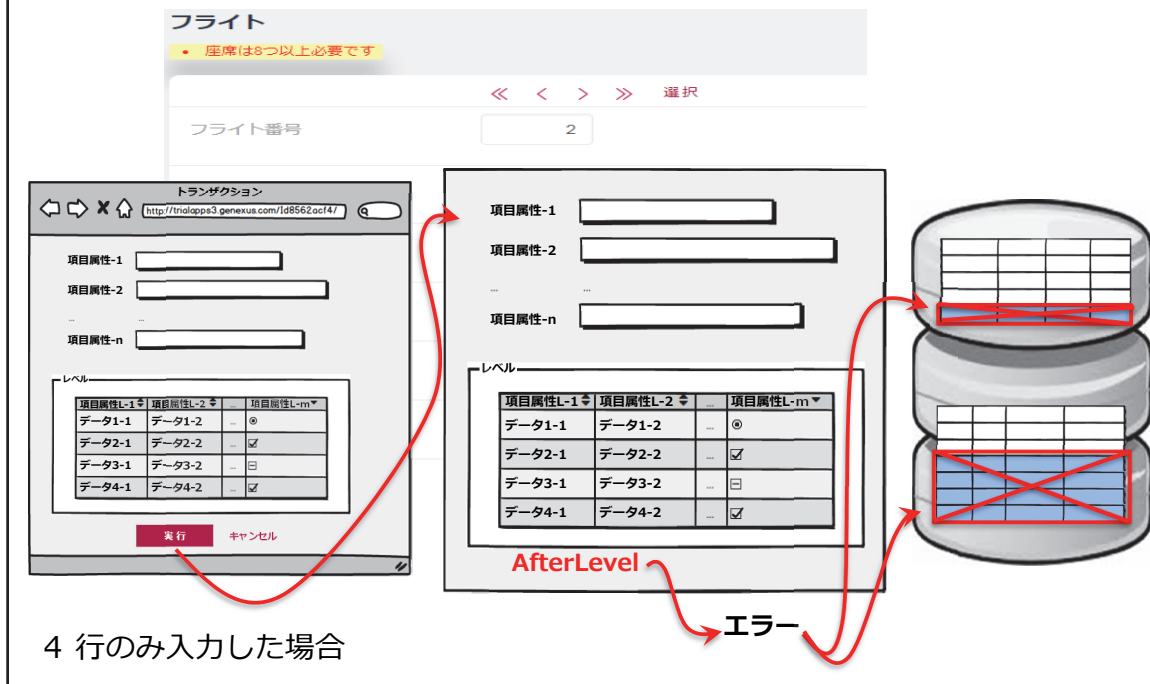 フライト
• 座席は8つ以上必要です
≪ < > ≫ 選択
フライト番号 2
トランザクション
http://trialapps3.genexus.com/Id8562acf4/
項目属性-1
項目属性-2
... ...
項目属性-n
レベル
項目属性L-1 項目属性L-2 ... 項目属性L-m
データ1-1 データ1-2 ...
データ2-1 データ2-2 ...
データ3-1 データ3-2 ...
データ4-1 データ4-2 ...
実行 キャンセル
項目属性-1
項目属性-2
... ...
項目属性-n
レベル
項目属性L-1 項目属性L-2 ... 項目属性L-m
データ1-1 データ1-2 ...
データ2-1 データ2-2 ...
データ3-1 データ3-2 ...
データ4-1 データ4-2 ...
AfterLevel
エラー
4 行のみ入力した場合